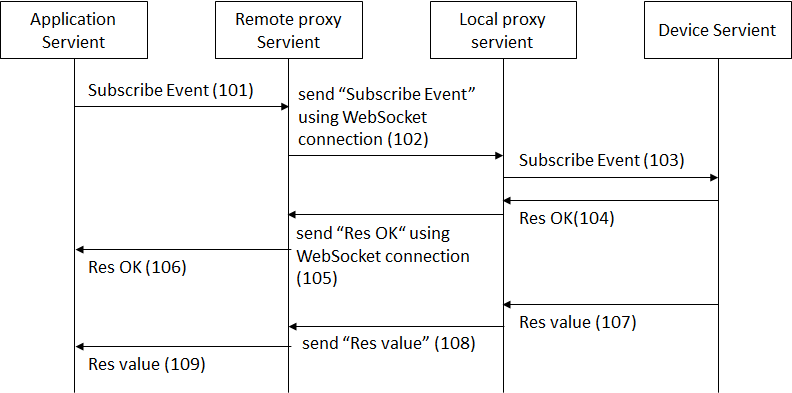 Application
Servient
Remote proxy
Servient
Local proxy
servient
Device Servient
Subscribe Event (101)
send “Subscribe Event”
using WebSocket
connection (102)
Subscribe Event (103)
Res OK(104)
send “Res OK“ using
WebSocket connection
(105)
Res OK (106)
Res value (107)
send “Res value” (108)
Res value (109)